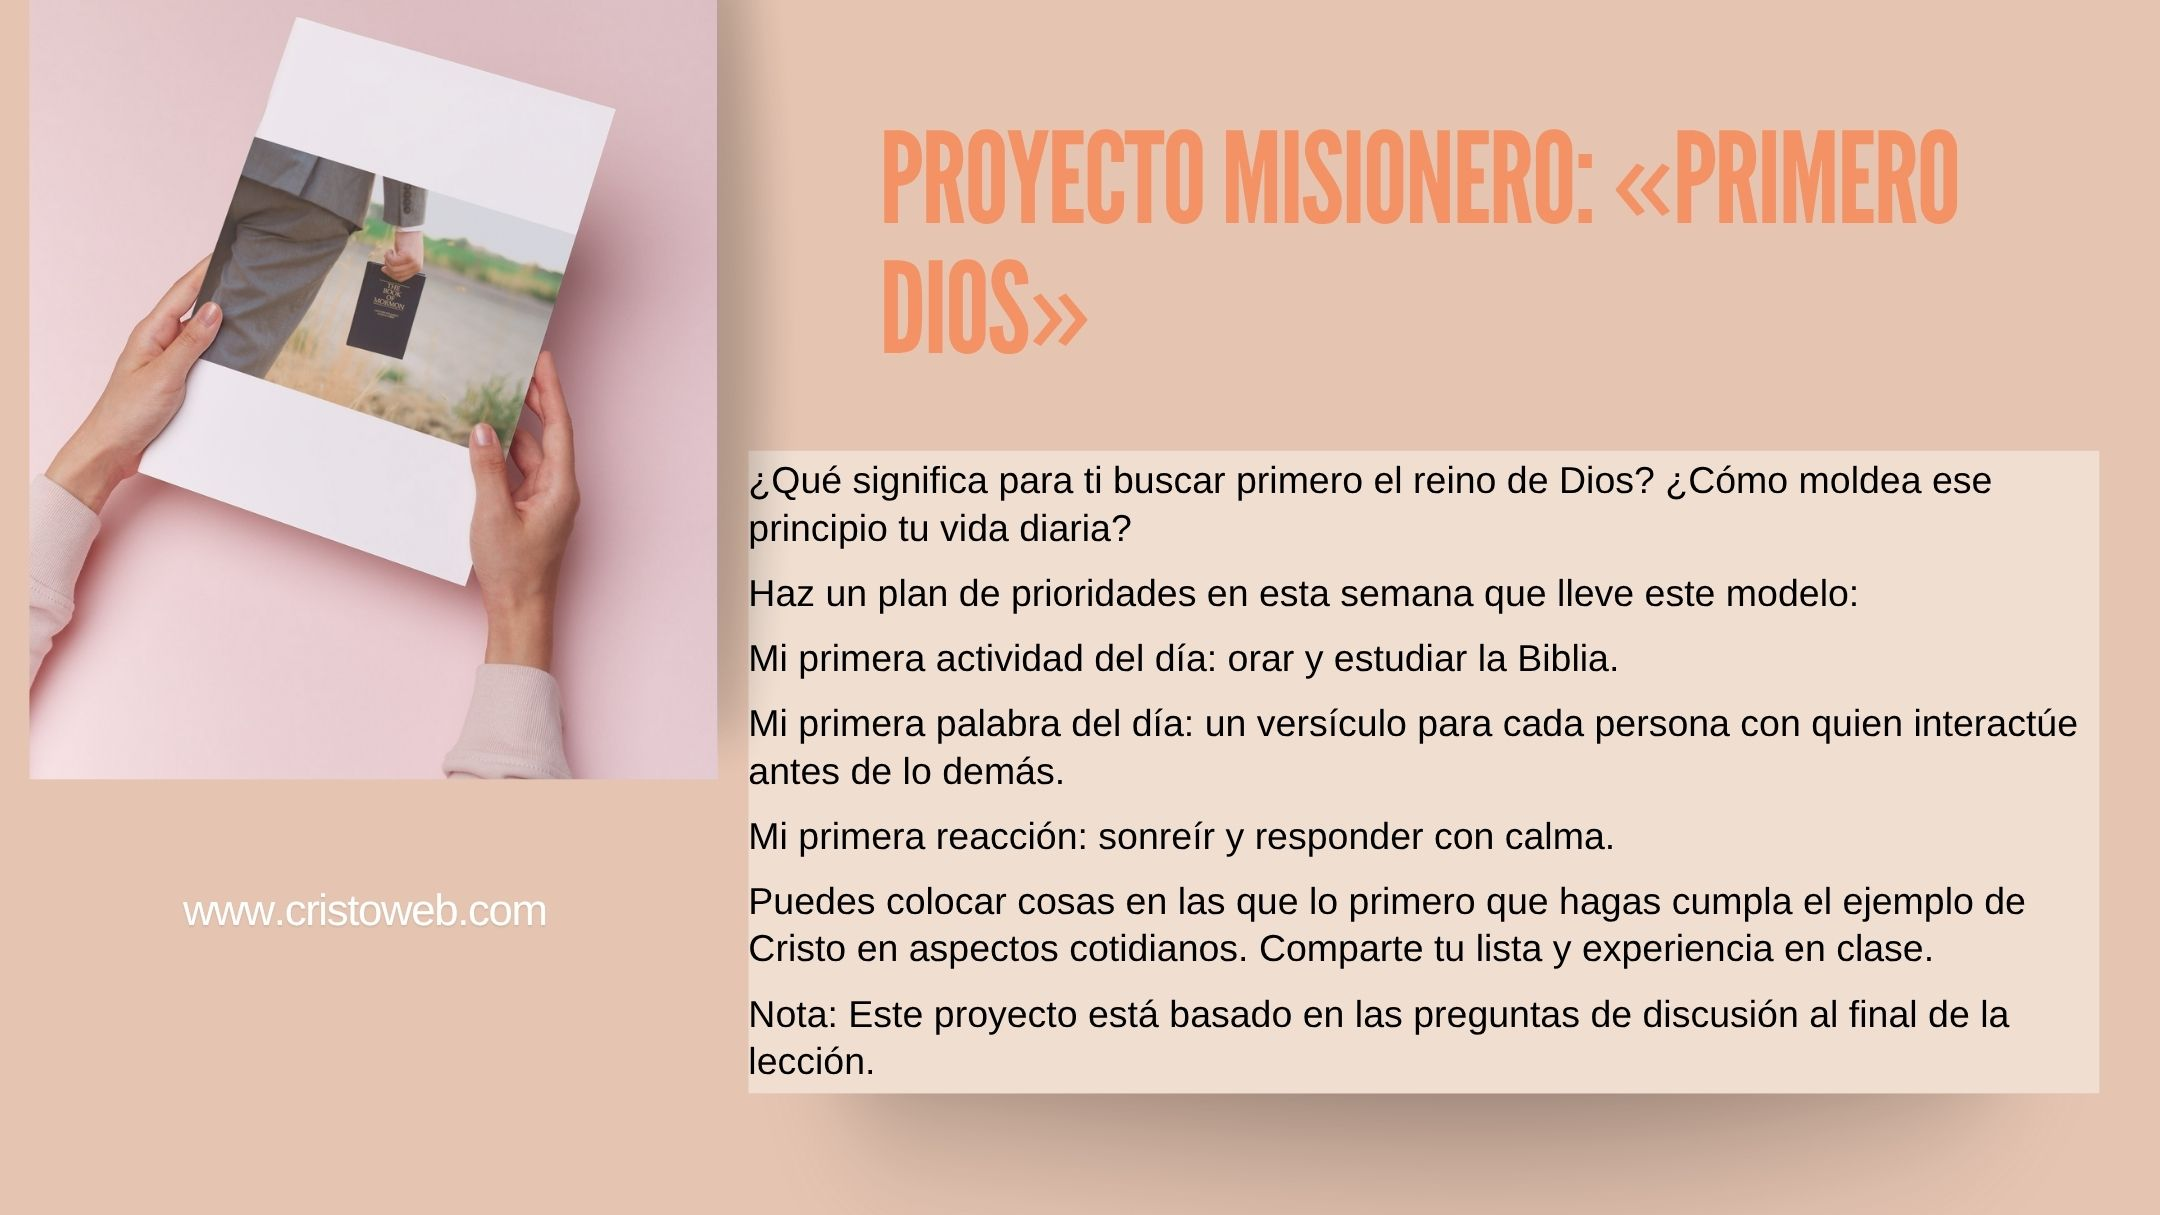 PROYECTO MISIONERO: «PRIMERO
DIOS»
THE
BOOK
OF
MORMON
¿Qué significa para ti buscar primero el reino de Dios? ¿Cómo moldea ese
principio tu vida diaria?
Haz un plan de prioridades en esta semana que lleve este modelo:
Mi primera actividad del día: orar y estudiar la Biblia.
Mi primera palabra del día: un versículo para cada persona con quien interactúe
antes de lo demás.
Mi primera reacción: sonreír y responder con calma.
Puedes colocar cosas en las que lo primero que hagas cumpla el ejemplo de
Cristo en aspectos cotidianos. Comparte tu lista y experiencia en clase.
Nota: Este proyecto está basado en las preguntas de discusión al final de la
lección.
www.cristoweb.com